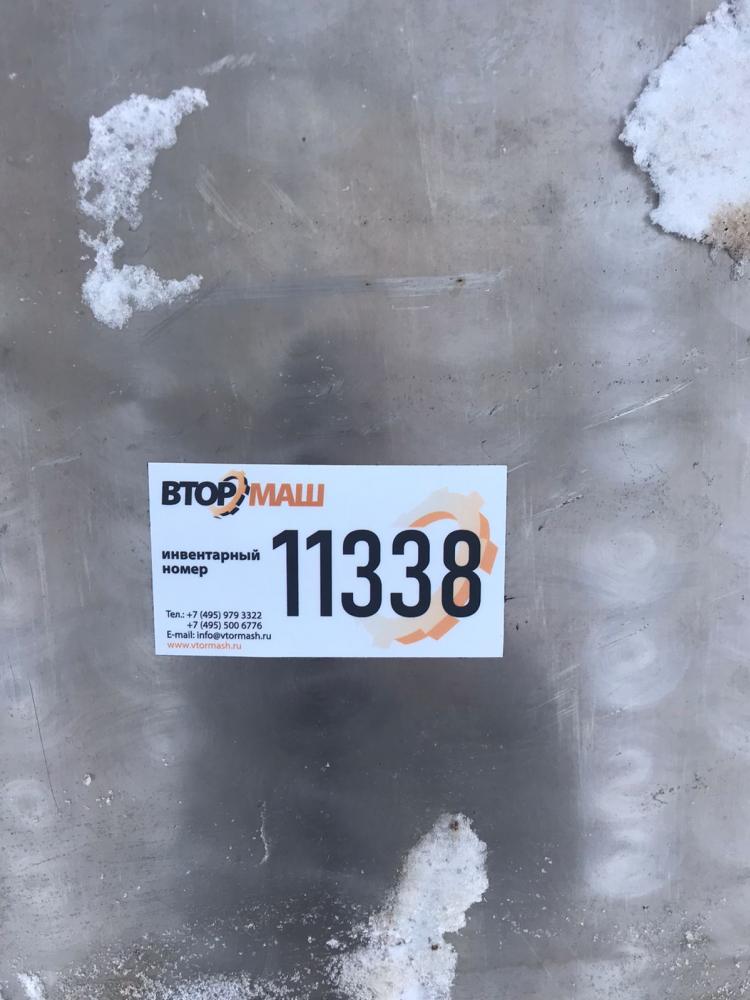 ВТОРМАШ
инвентарный
номер
11338
Тел.: +7 (495) 979 3322
+7 (495) 500 6776
E-mail: info@vtormash.ru
www.vtormash.ru